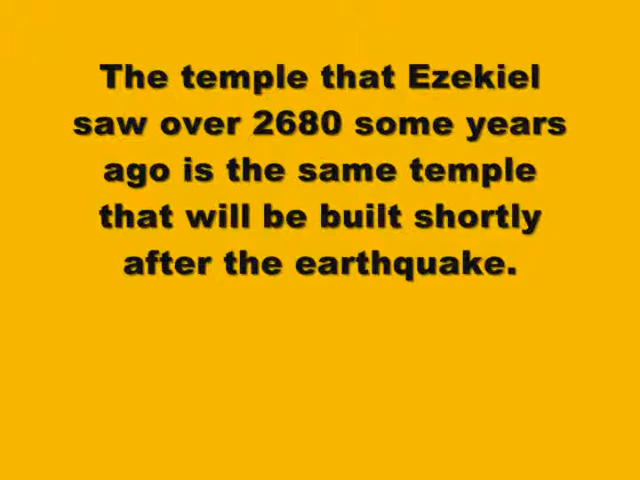 The temple that Ezekiel
saw over 2680 some years
ago is the same temple
that will be built shortly
after the earthquake.